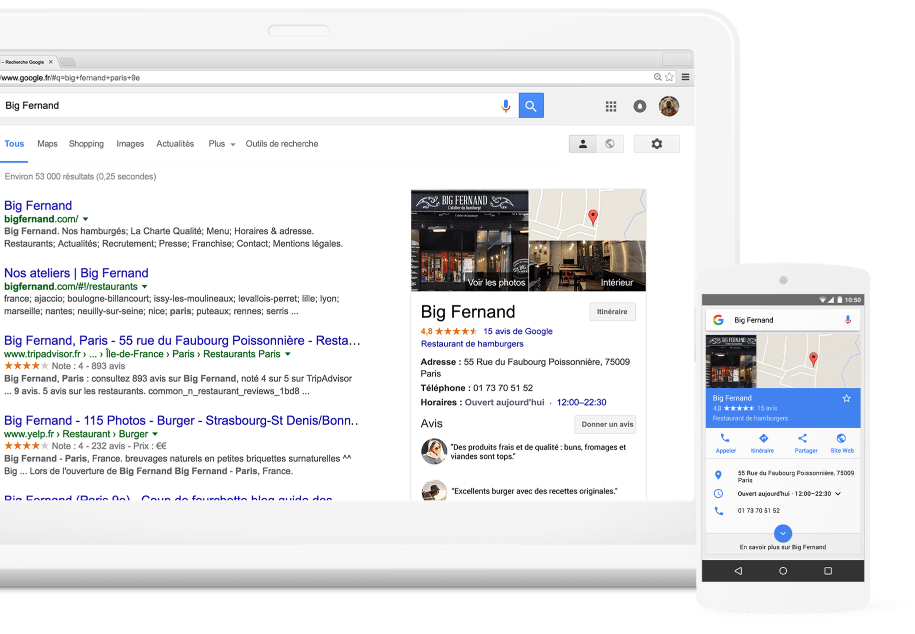 – Recherche Google
/www.google.fr/#q=big+fernand+paris+9e
Big Fernand
Tous Maps Shopping Images Actualités Plus Outils de recherche
Environ 53 000 résultats (0,25 secondes)
Big Fernand
bigfernand.com/
Big Fernand. Nos hamburgés; La Charte Qualité; Menu; Horaires & adresse.
Restaurants; Actualités; Recrutement; Presse; Franchise; Contact; Mentions légales.
Nos ateliers | Big Fernand
bigfernand.com/#!/restaurants
france; ajaccio; boulogne-billancourt; issy-les-moulineaux; levallois-perret; lille; lyon;
marseille; nantes; neuilly-sur-seine; nice; paris; puteaux; rennes; serris ...
Big Fernand, Paris - 55 rue du Faubourg Poissonnière - Resta...
www.tripadvisor.fr › ... › Île-de-France › Paris › Restaurants Paris
Note : 4 - 893 avis
Big Fernand, Paris : consultez 893 avis sur Big Fernand, noté 4 sur 5 sur TripAdvisor
... 9 avis. 5 avis sur les restaurants. common_n_restaurant_reviews_1bd8 ...
Big Fernand - 115 Photos - Burger - Strasbourg-St Denis/Bonn..
www.yelp.fr › Restaurant › Burger
Note : 4 - 232 avis - Prix : €€
Big Fernand - Paris, France. breuvages naturels en petites briquettes surnaturelles ^^
Big ... Lors de l'ouverture de Big Fernand Big Fernand - Paris, France.
Big Fernand (Paris 9e) - Coup de fourchette blog guide des
BIG FERNAND
L'atelier du hamburgé
Voir les photos
Intérieur
Big Fernand
Itinéraire
4,8 15 avis de Google
Restaurant de hamburgers
Adresse : 55 Rue du Faubourg Poissonnière, 75009
Paris
Téléphone : 01 73 70 51 52
Horaires : Ouvert aujourd'hui · 12:00–22:30
Avis
Donner un avis
"Des produits frais et de qualité : buns, fromages et
viandes sont tops."
"Excellents burger avec des recettes originales."
10:50
Big Fernand
BIG FERNAND
Big Fernand
4,8 15 avis
Restaurant de hamburgers
Appeler Itinéraire Partager Site Web
55 Rue du Faubourg Poissonnière, 75009
Paris
Ouvert aujourd'hui · 12:00–22:30
01 73 70 51 52
En savoir plus sur Big Fernand